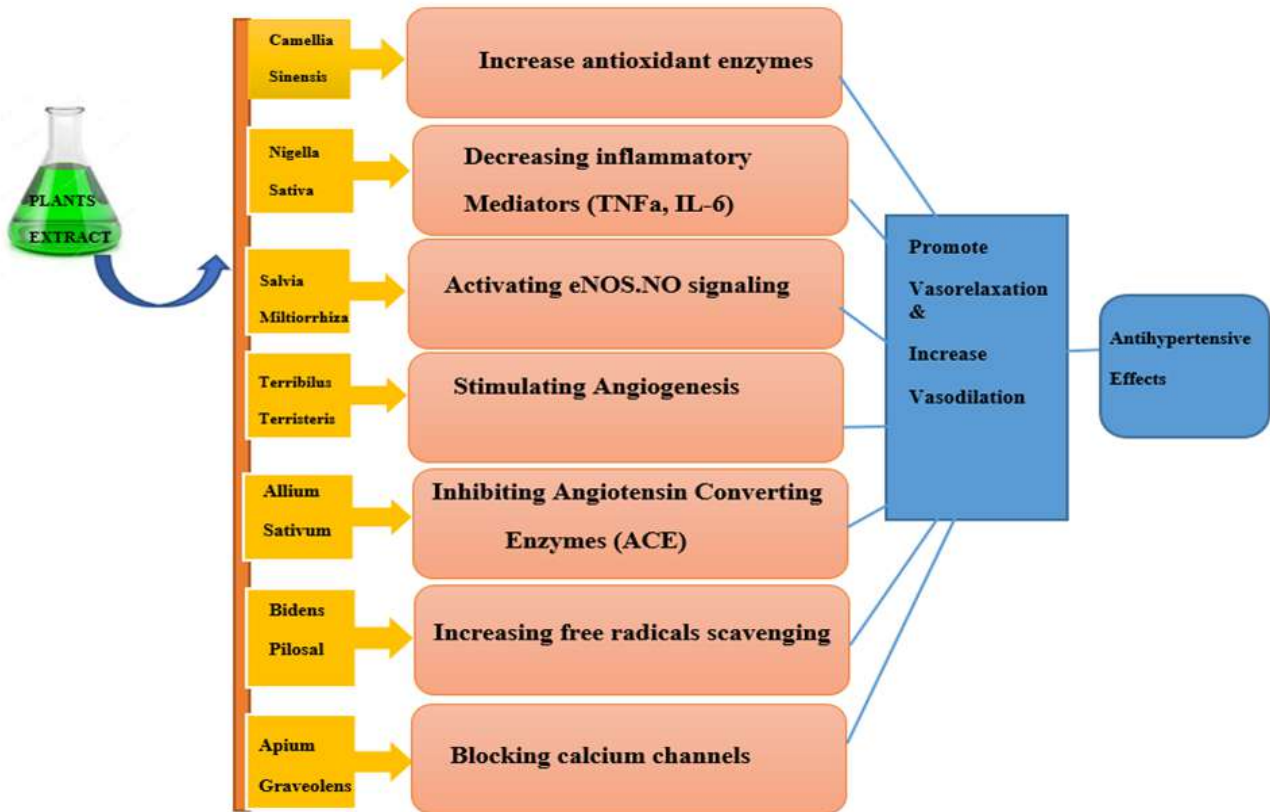 PLANTS
EXTRACT
Camellia
Sinensis
Increase antioxidant enzymes
Nigella
Sativa
Decreasing inflammatory
Mediators (TNFa, IL-6)
Salvia
Miltiorrhiza
Activating eNOS.NO signaling
Terribilus
Terristeris
Stimulating Angiogenesis
Allium
Sativum
Inhibiting Angiotensin Converting
Enzymes (ACE)
Bidens
Pilosal
Increasing free radicals scavenging
Apium
Graveolens
Blocking calcium channels
Promote
Vasorelaxation
&
Increase
Vasodilation
Antihypertensive
Effects